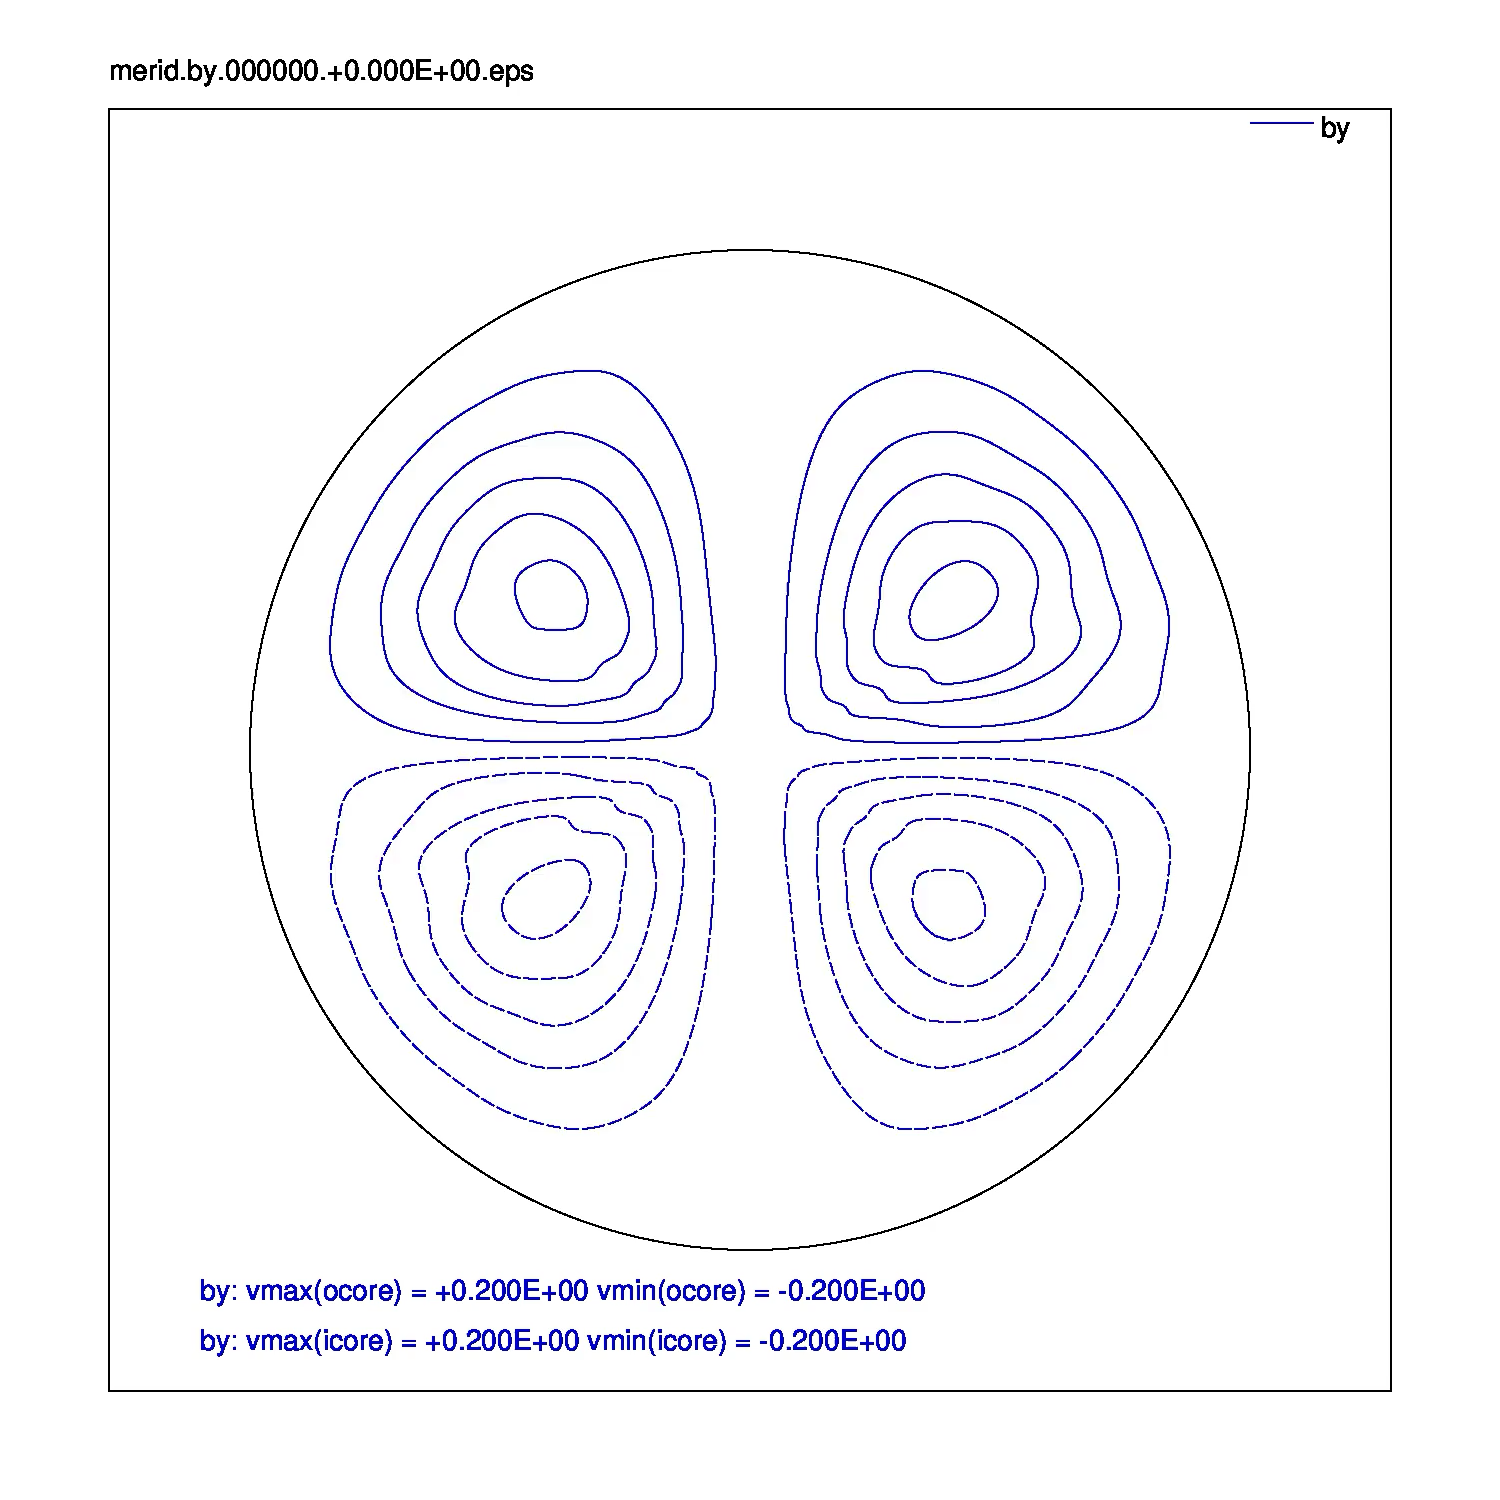 merid.by.000000.+0.000E+00.eps
by
by: vmax(ocore) = +0.200E+00 vmin(ocore) = -0.200E+00
by: vmax(icore) = +0.200E+00 vmin(icore) = -0.200E+00